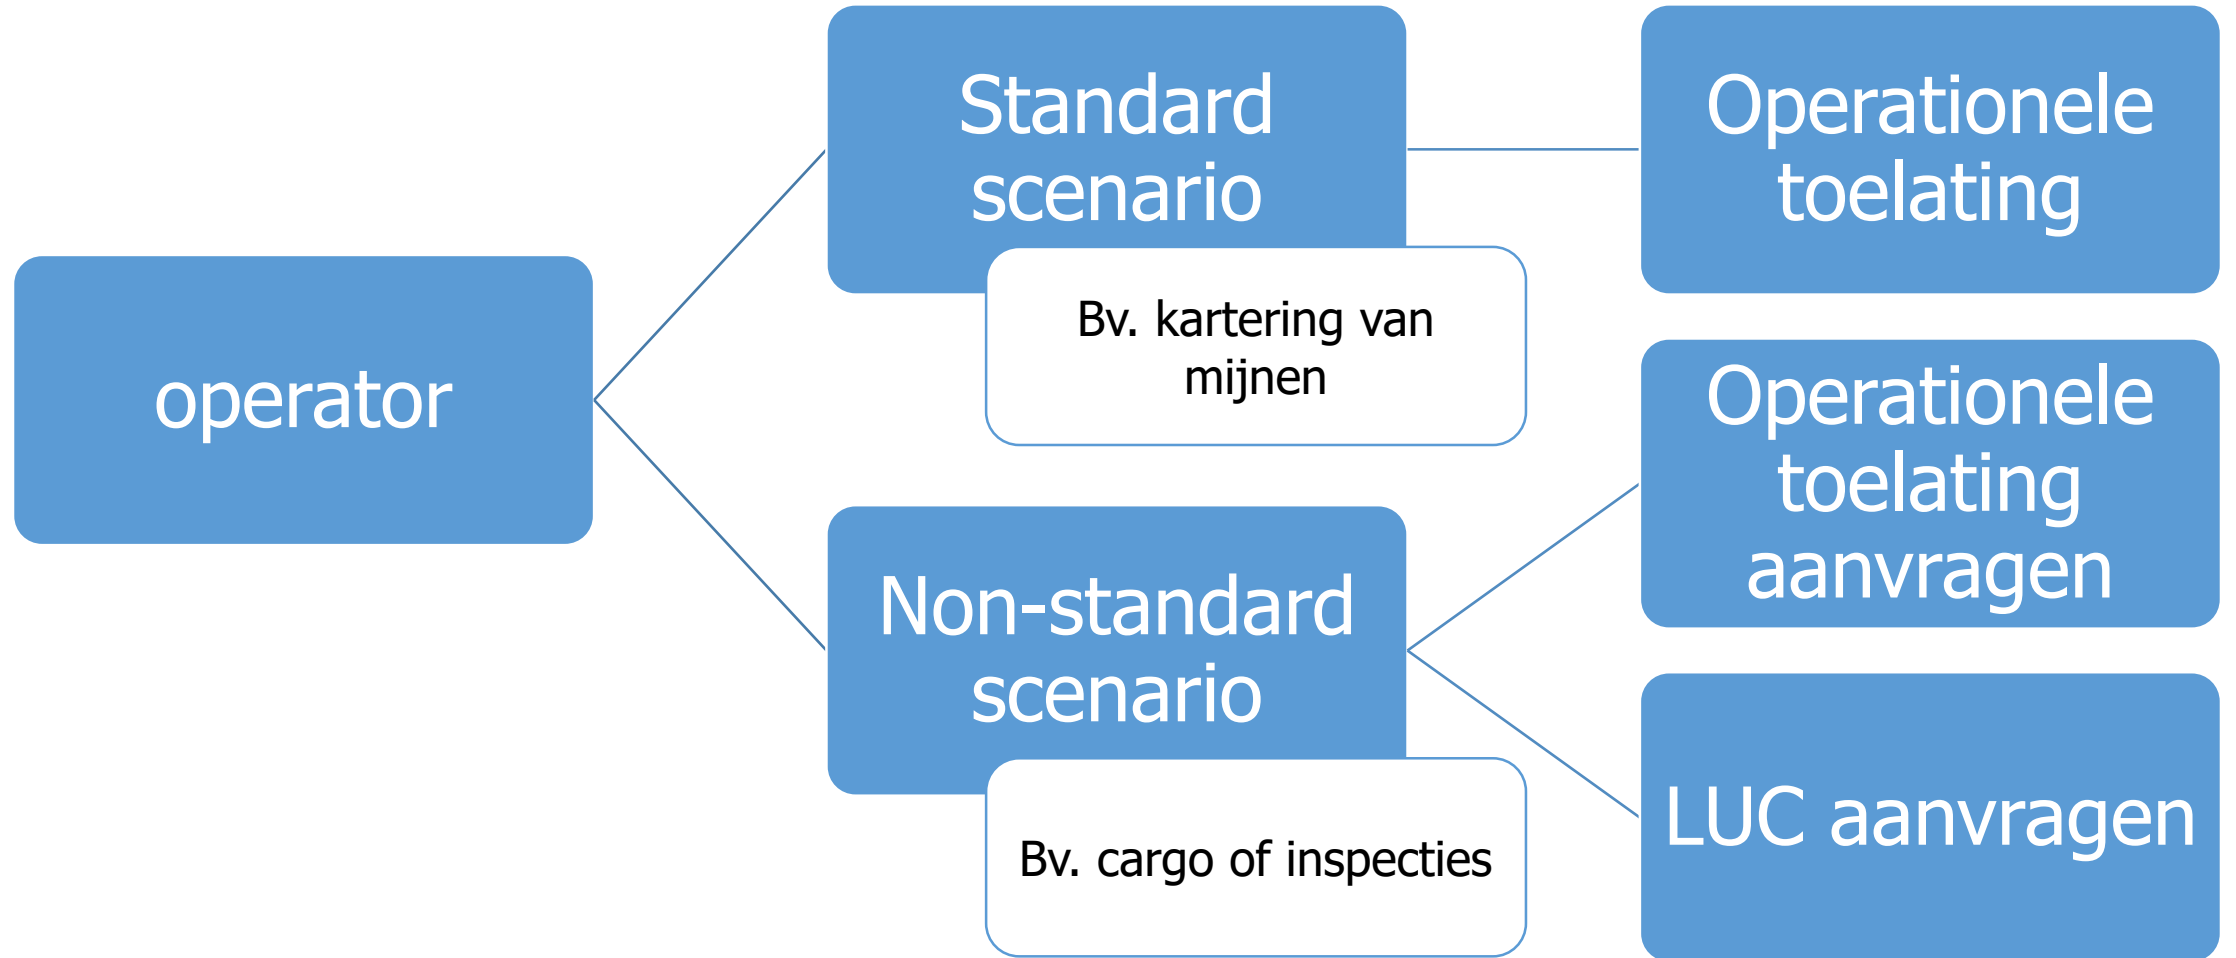 operator
Standard
scenario
Bv. kartering van
mijnen
Operationele
toelating
Non-standard
scenario
Bv. cargo of inspecties
Operationele
toelating
aanvragen
LUC aanvragen